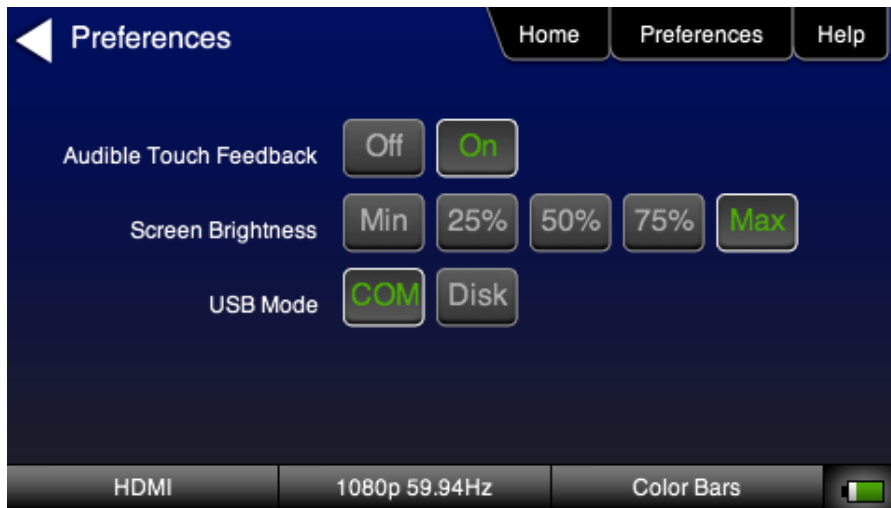 Preferences Home Preferences Help
Audible Touch Feedback Off On
Screen Brightness Min 25% 50% 75% Max
USB Mode COM Disk
HDMI 1080p 59.94Hz Color Bars